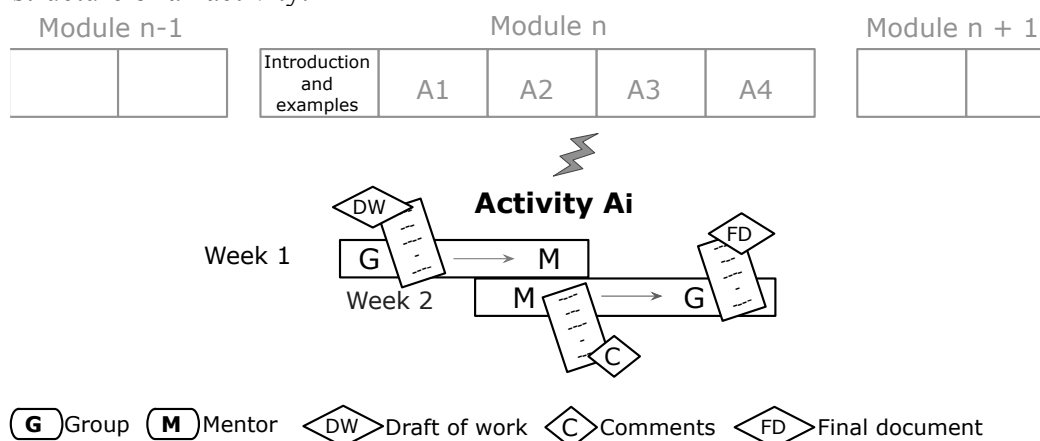 Module n-1
Module n
Module n + 1
Introduction
and
examples
A1
A2
A3
A4
Activity Ai
DW
FD
Week 1
G
M
Week 2
M
G
C
G Group M Mentor DW Draft of work C Comments FD Final document